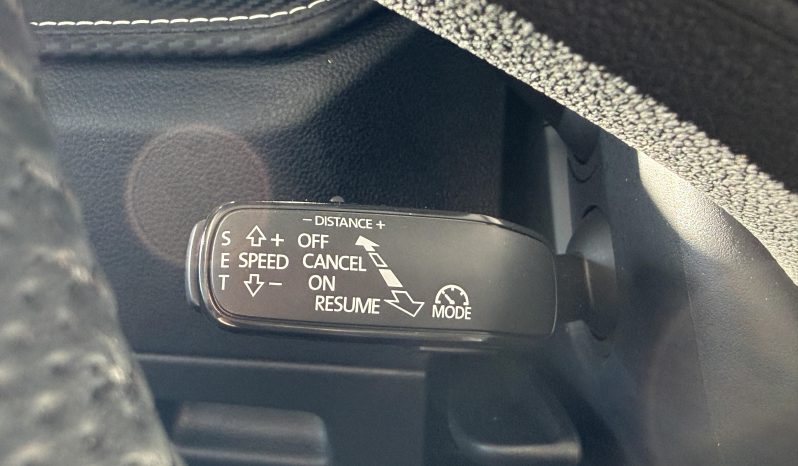 − DISTANCE +
S + OFF
E SPEED CANCEL
T − ON
RESUME MODE